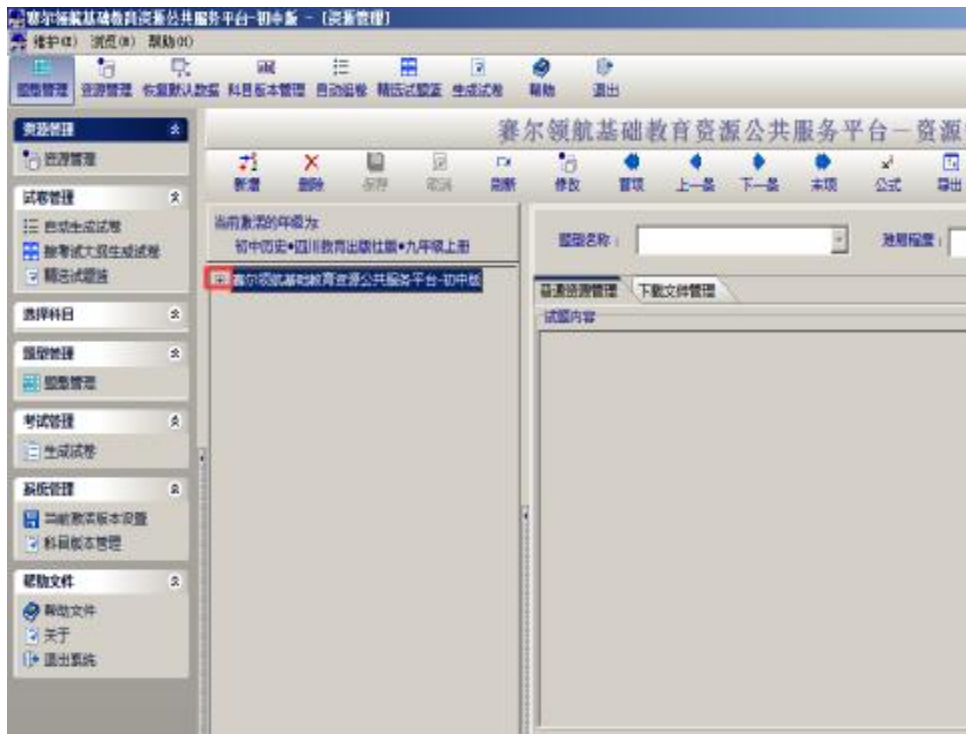 赛尔领航基础教育资源公共服务平台-初中版 - [资源管理]
维护(M) 浏览(B) 帮助(H)
题型管理 资源管理 恢复默认数据 科目版本管理 自动组卷 精选试题篮 生成试卷 帮助 退出
资源管理
资源管理
试卷管理
自动生成试卷
按考试大纲生成试卷
精选试题篮
选择科目
题型管理
题型管理
考试管理
生成试卷
系统管理
当前激活版本设置
科目版本管理
帮助文件
帮助文件
关于
退出系统
赛尔领航基础教育资源公共服务平台－资源
新增 删除 保存 取消 刷新 修改 首项 上一条 下一条 末项 公式 导出
当前激活的年级为:
初中历史●四川教育出版社版●九年级上册
赛尔领航基础教育资源公共服务平台-初中版
题型名称： 难易程度：
普通资源管理 下载文件管理
试题内容